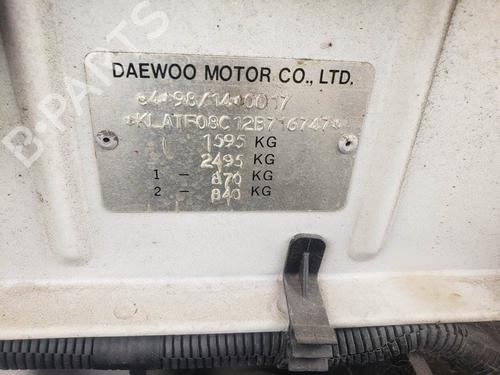 DAEWOO MOTOR CO., LTD.
e4*98/14*0017
*KLATF08C12B716747*
1595 KG
2495 KG
1 - 870 KG
2 - 840 KG